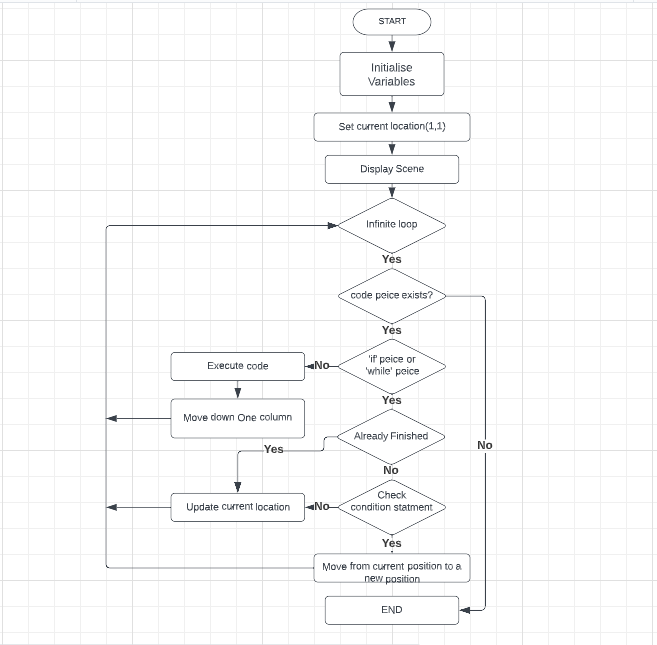 START
Initialise
Variables
Set current location(1,1)
Display Scene
Infinite loop
Yes
code peice exists?
Yes
'if' peice or
'while' peice
No
Execute code
Yes
Move down One column
Already Finished
Yes
No
No
Check
condition statment
No
Update current location
Yes
Move from current position to a
new position
END